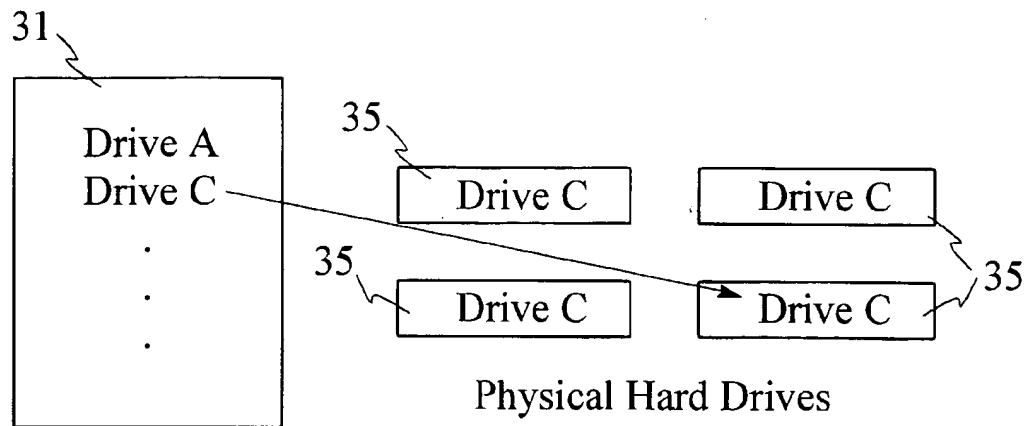 31
Drive A
Drive C
.
.
.
35
Drive C
Drive C
35
Drive C
Drive C
35
Physical Hard Drives